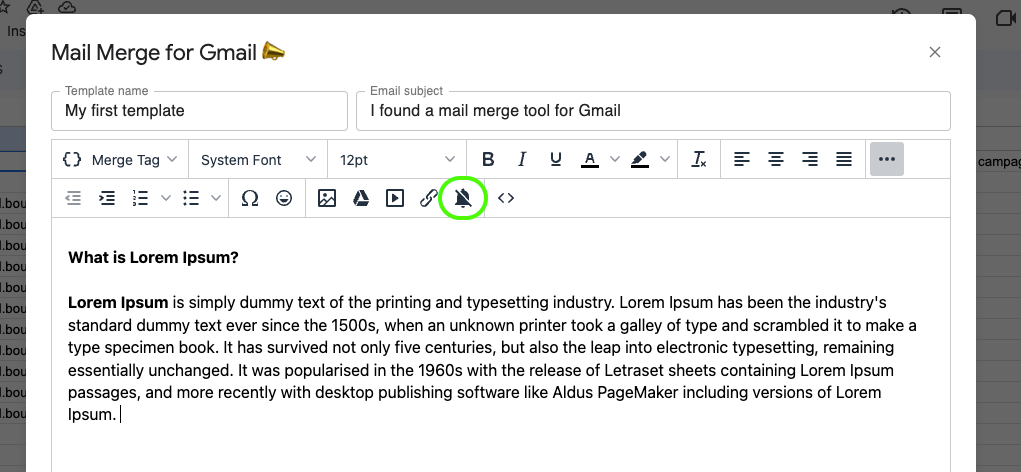 Ins
Mail Merge for Gmail
Template name
My first template
Email subject
I found a mail merge tool for Gmail
Merge Tag
System Font
12pt
B
I
U
A
campag
What is Lorem Ipsum?
Lorem Ipsum is simply dummy text of the printing and typesetting industry. Lorem Ipsum has been the industry's
standard dummy text ever since the 1500s, when an unknown printer took a galley of type and scrambled it to make a
type specimen book. It has survived not only five centuries, but also the leap into electronic typesetting, remaining
essentially unchanged. It was popularised in the 1960s with the release of Letraset sheets containing Lorem Ipsum
passages, and more recently with desktop publishing software like Aldus PageMaker including versions of Lorem
Ipsum.